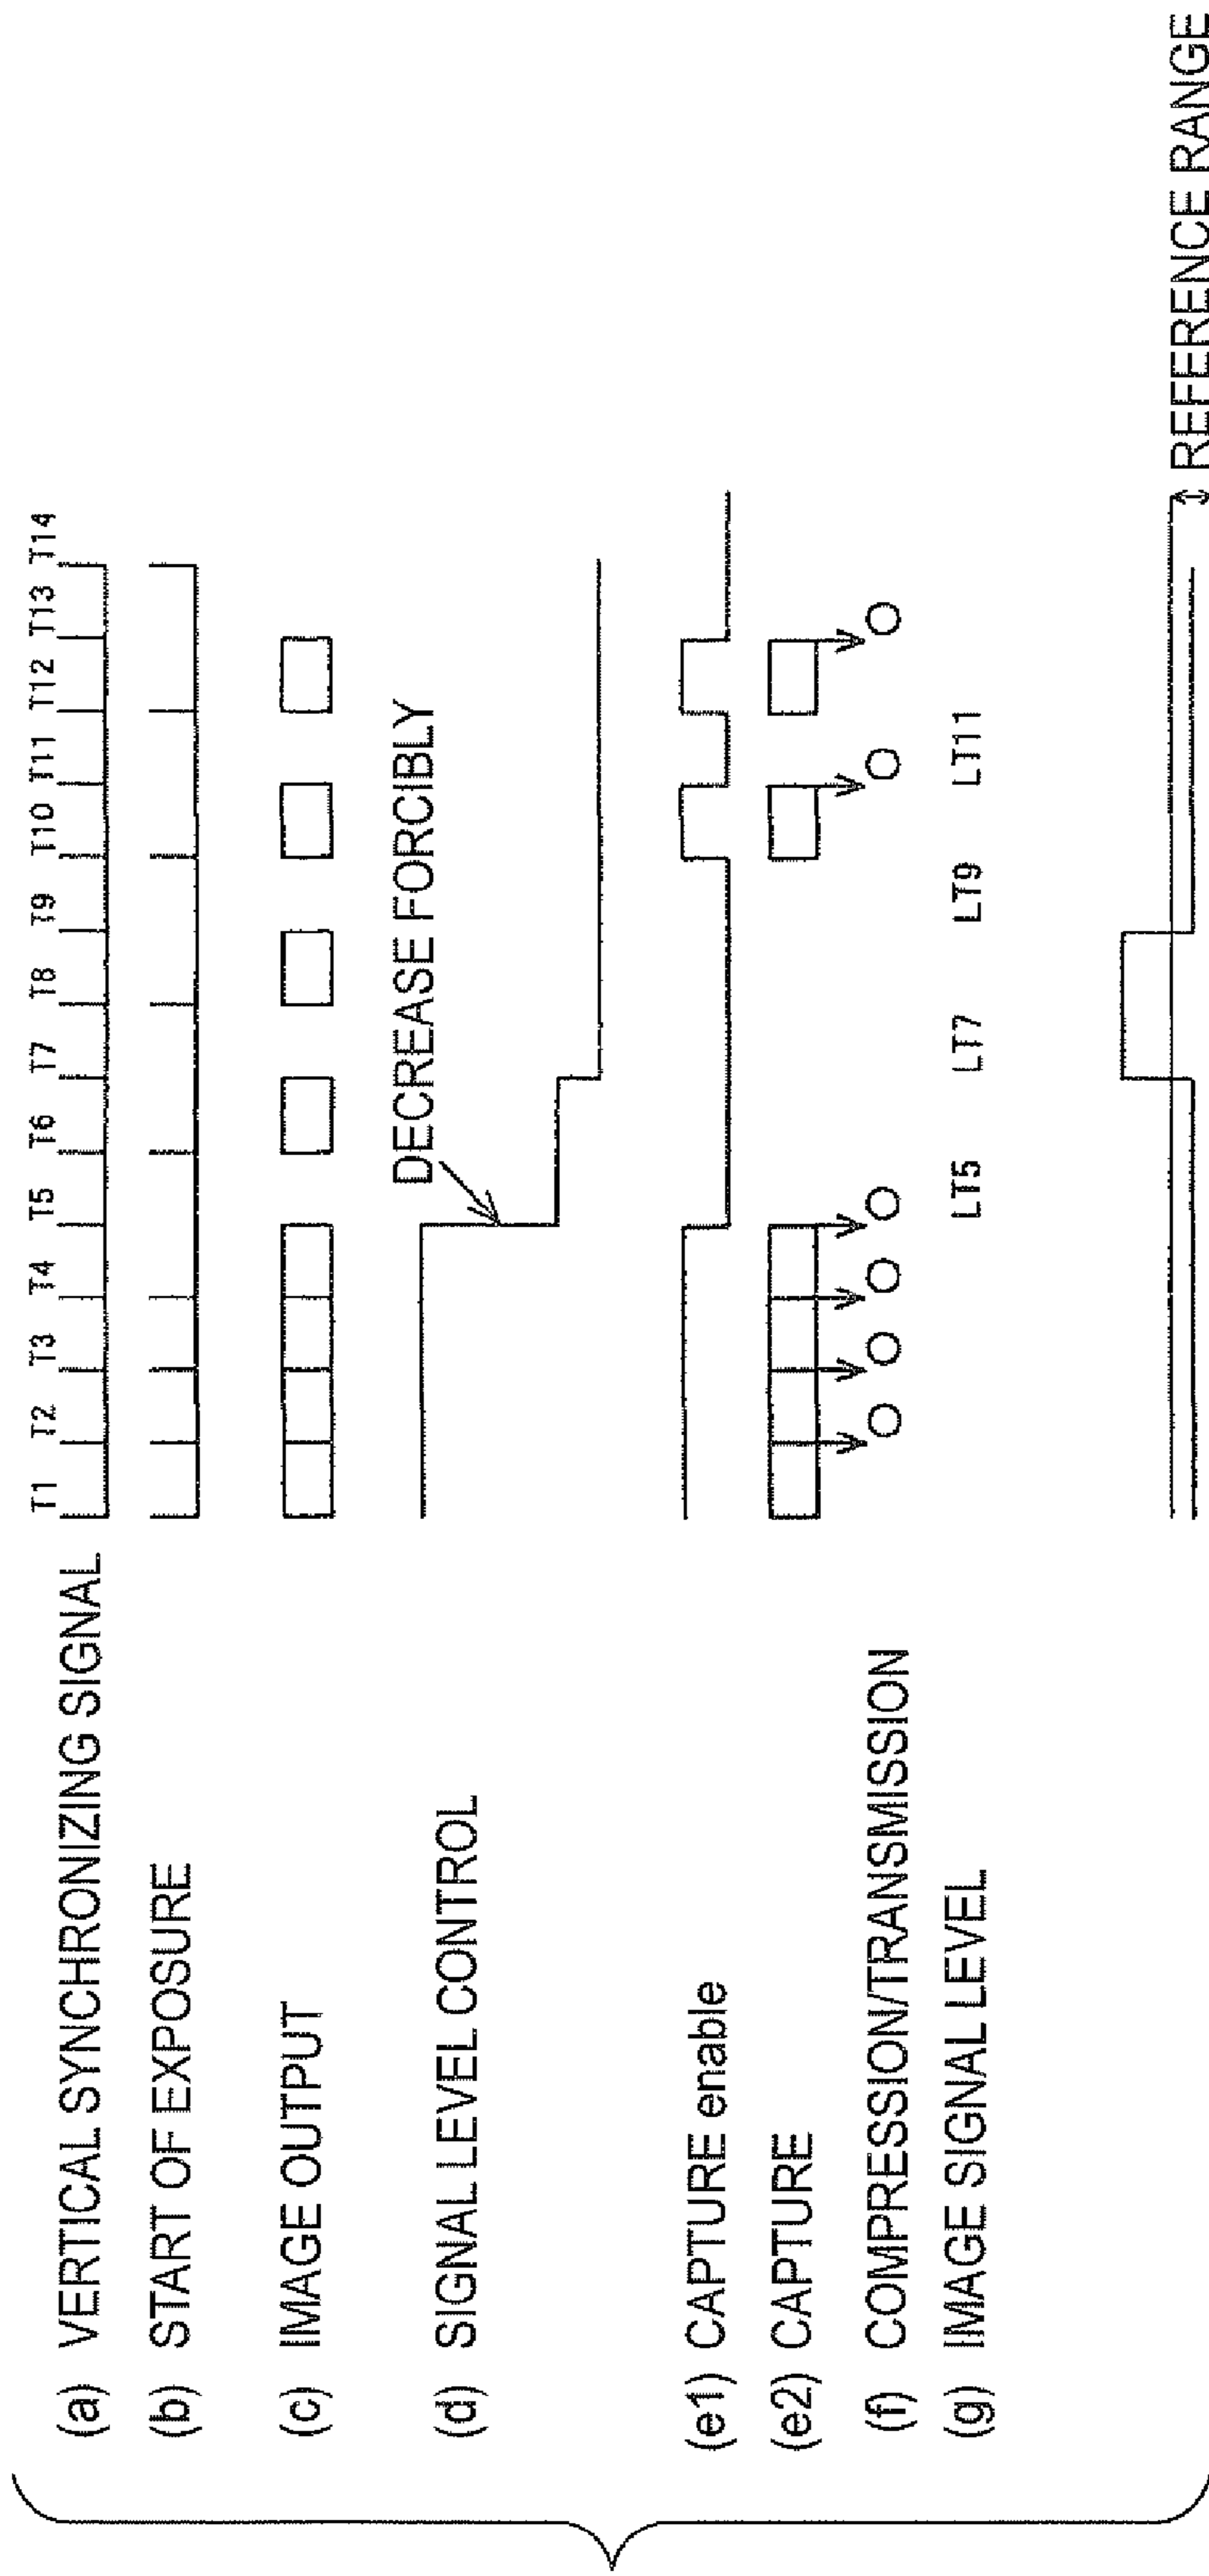 T1 T2 T3 T4 T5 T6 T7 T8 T9 T10 T11 T12 T13 T14
(a) VERTICAL SYNCHRONIZING SIGNAL
(b) START OF EXPOSURE
(c) IMAGE OUTPUT
DECREASE FORCIBLY
(d) SIGNAL LEVEL CONTROL
(e1) CAPTURE enable
(e2) CAPTURE
(f) COMPRESSION/TRANSMISSION
(g) IMAGE SIGNAL LEVEL
LT5 LT7 LT9 LT11
REFERENCE RANGE